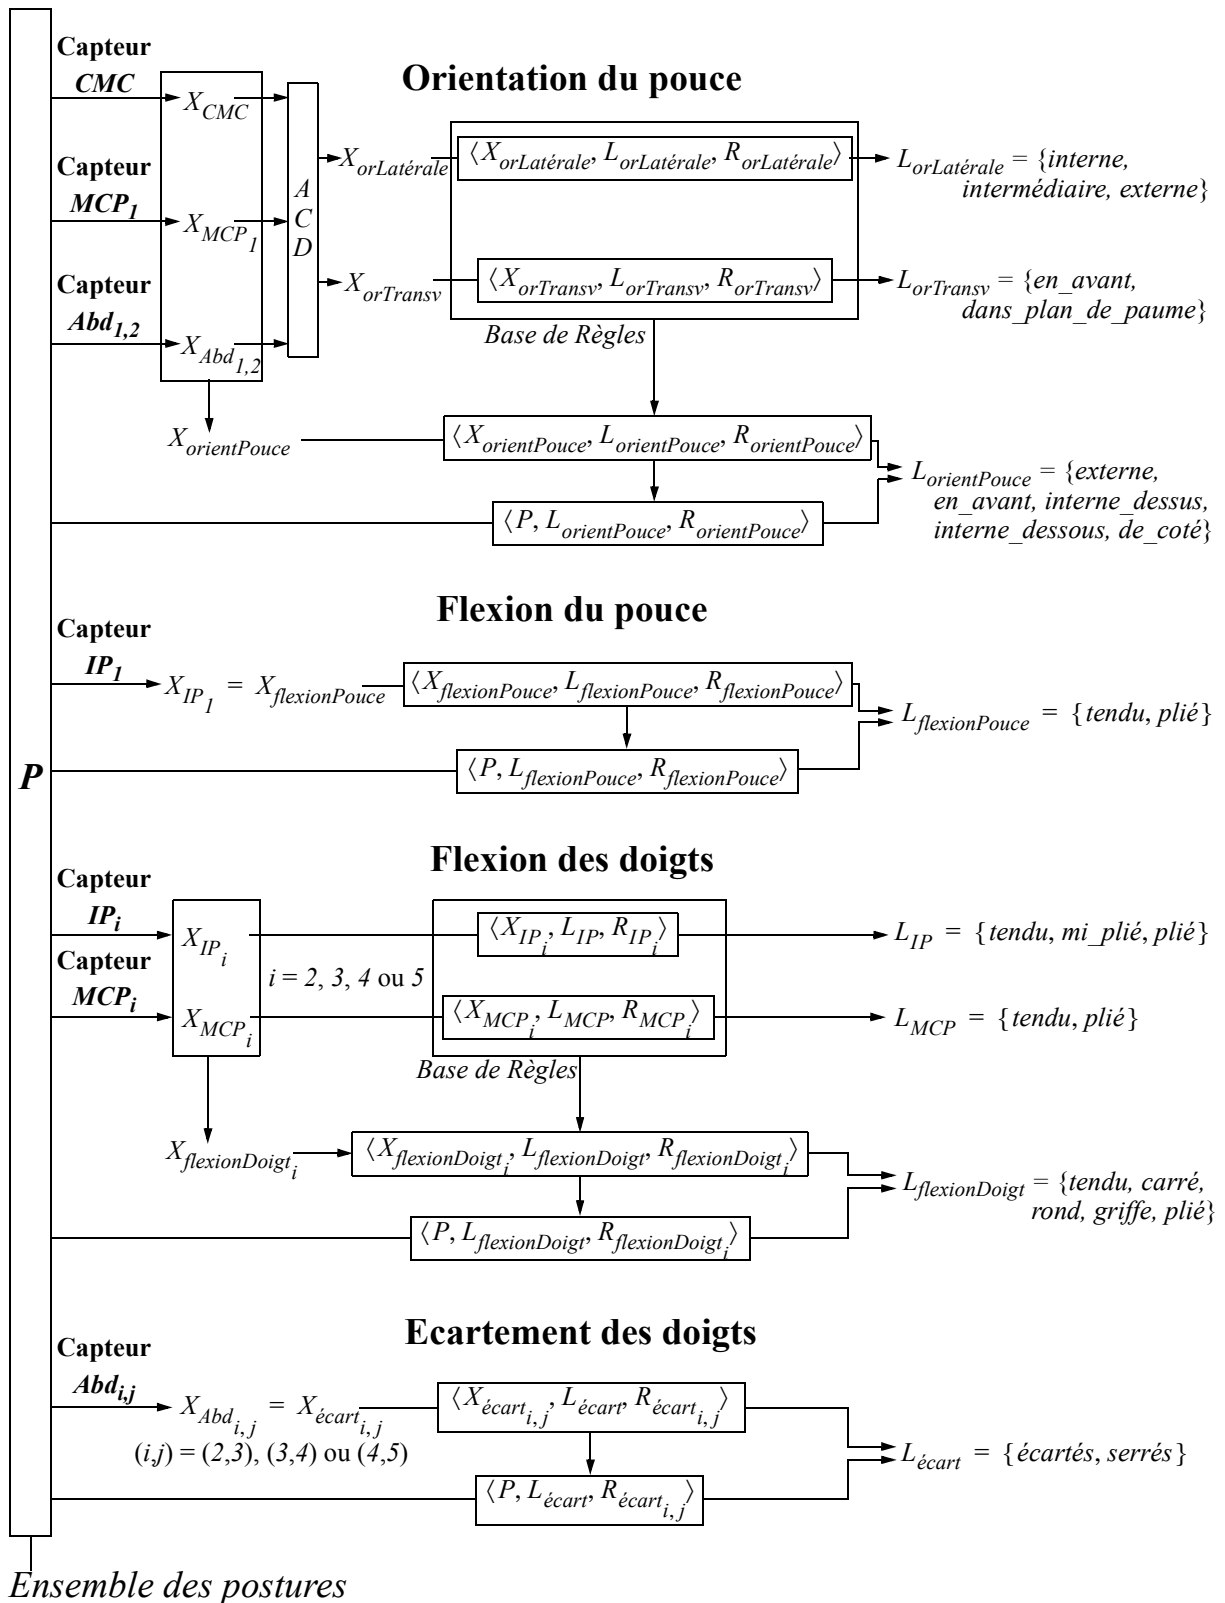 Orientation du pouce
Capteur
CMC
X_CMC
Capteur
MCP_1
X_MCP_1
Capteur
Abd_1,2
X_Abd_1,2
A
C
D
X_orLatérale
⟨X_orLatérale, L_orLatérale, R_orLatérale⟩
L_orLatérale = {interne,
intermédiaire, externe}
X_orTransv
⟨X_orTransv, L_orTransv, R_orTransv⟩
L_orTransv = {en_avant,
dans_plan_de_paume}
Base de Règles
X_orientPouce
⟨X_orientPouce, L_orientPouce, R_orientPouce⟩
⟨P, L_orientPouce, R_orientPouce⟩
L_orientPouce = {externe,
en_avant, interne_dessus,
interne_dessous, de_coté}
Flexion du pouce
Capteur
IP_1
X_IP_1 = X_flexionPouce
⟨X_flexionPouce, L_flexionPouce, R_flexionPouce⟩
⟨P, L_flexionPouce, R_flexionPouce⟩
L_flexionPouce = {tendu, plié}
P
Flexion des doigts
Capteur
IP_i
X_IP_i
⟨X_IP_i, L_IP, R_IP_i⟩
L_IP = {tendu, mi_plié, plié}
i = 2, 3, 4 ou 5
Capteur
MCP_i
X_MCP_i
⟨X_MCP_i, L_MCP, R_MCP_i⟩
L_MCP = {tendu, plié}
Base de Règles
X_flexionDoigt_i
⟨X_flexionDoigt_i, L_flexionDoigt, R_flexionDoigt_i⟩
⟨P, L_flexionDoigt, R_flexionDoigt_i⟩
L_flexionDoigt = {tendu, carré,
rond, griffe, plié}
Ecartement des doigts
Capteur
Abd_i,j
X_Abd_i,j = X_écart_i,j
(i,j) = (2,3), (3,4) ou (4,5)
⟨X_écart_i,j, L_écart, R_écart_i,j⟩
⟨P, L_écart, R_écart_i,j⟩
L_écart = {écartés, serrés}
Ensemble des postures